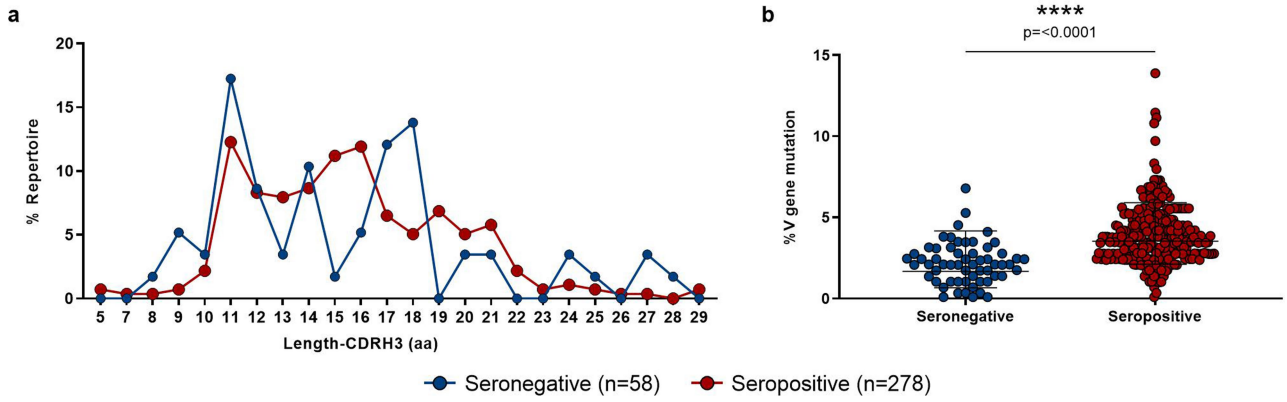 a
% Repertoire
20
15
10
5
0
5 7 8 9 10 11 12 13 14 15 16 17 18 19 20 21 22 23 24 25 26 27 28 29
Length-CDRH3 (aa)
b
****
p=<0.0001
% V gene mutation
15
10
5
0
Seronegative Seropositive
Seronegative (n=58) Seropositive (n=278)